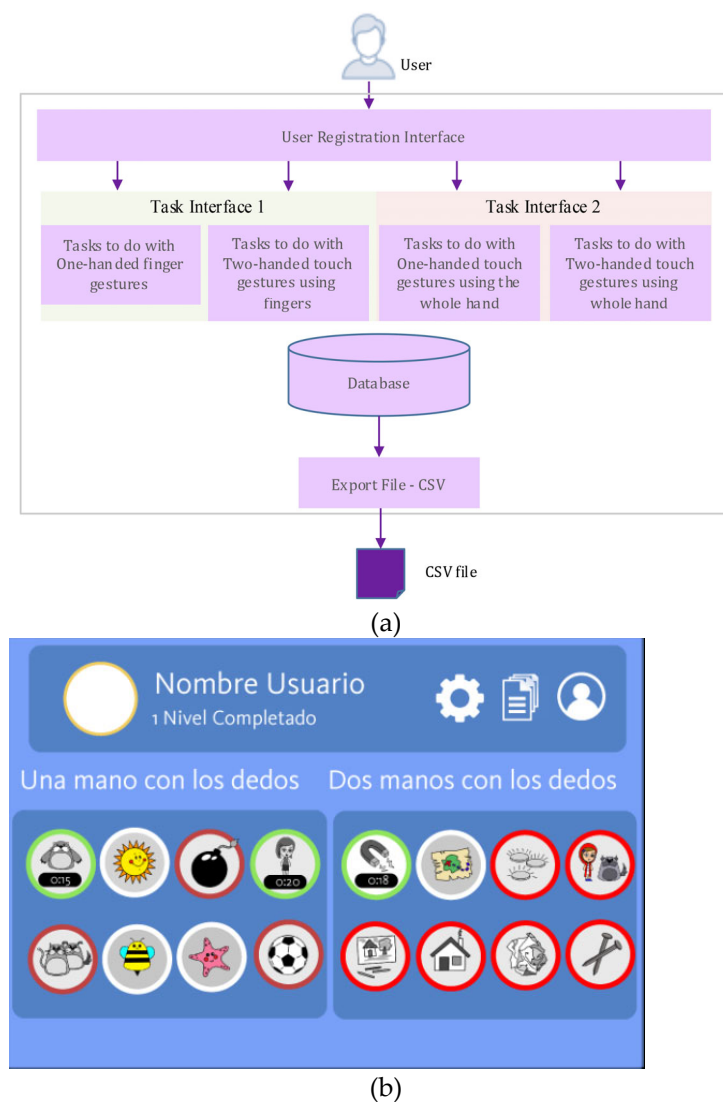 User
User Registration Interface
Task Interface 1
Task Interface 2
Tasks to do with
One-handed finger
gestures
Tasks to do with
Two-handed touch
gestures using
fingers
Tasks to do with
One-handed touch
gestures using the
whole hand
Tasks to do with
Two-handed touch
gestures using
whole hand
Database
Export File - CSV
CSV file
(a)
Nombre Usuario
1 Nivel Completado
Una mano con los dedos
Dos manos con los dedos
0:15
0:20
0:18
(b)